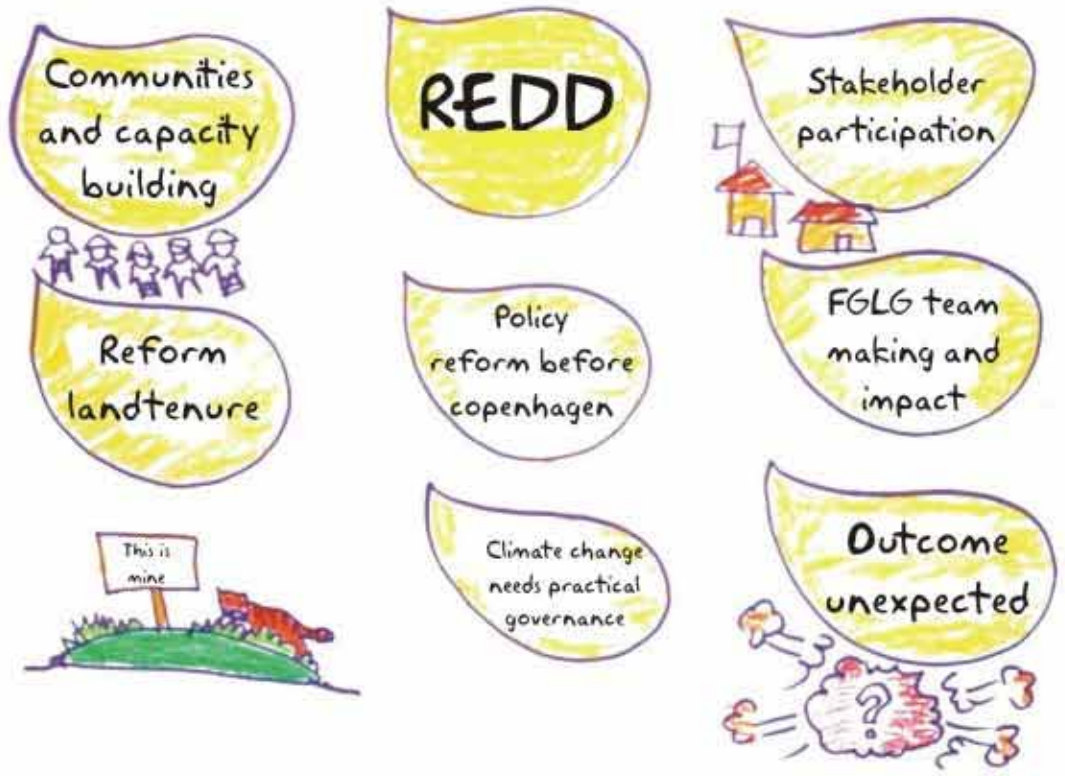 Communities
and capacity
building
REDD
Stakeholder
participation
Reform
landtenure
Policy
reform before
copenhagen
FGLG team
making and
impact
This is
mine
Climate change
needs practical
governance
Outcome
unexpected
?